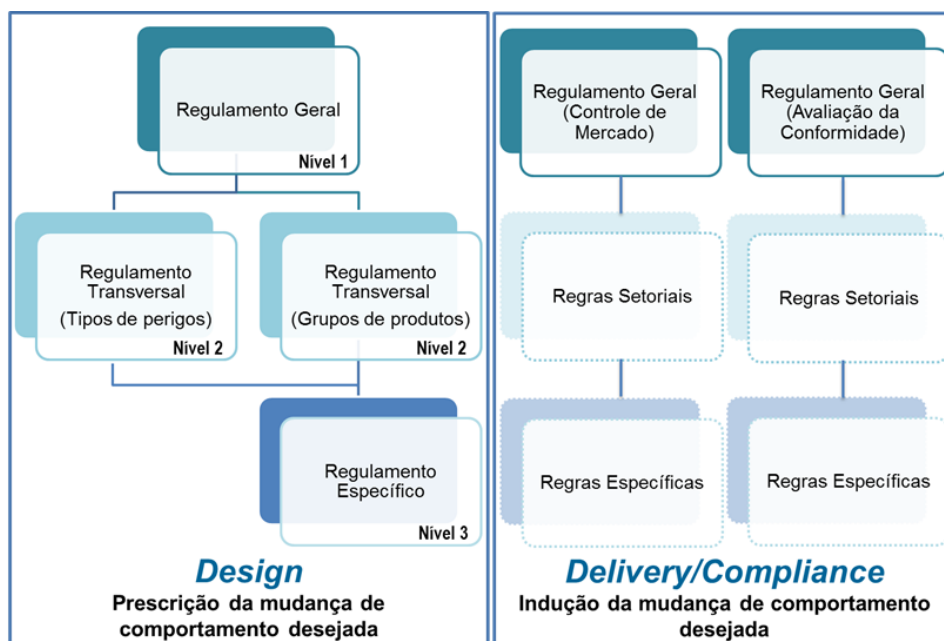 Regulamento Geral
Nível 1
Regulamento
Transversal
(Tipos de perigos)
Nível 2
Regulamento
Transversal
(Grupos de produtos)
Nível 2
Regulamento
Específico
Nível 3
Design
Prescrição da mudança de
comportamento desejada
Regulamento Geral
(Controle de
Mercado)
Regulamento Geral
(Avaliação da
Conformidade)
Regras Setoriais
Regras Setoriais
Regras Específicas
Regras Específicas
Delivery/Compliance
Indução da mudança de comportamento
desejada